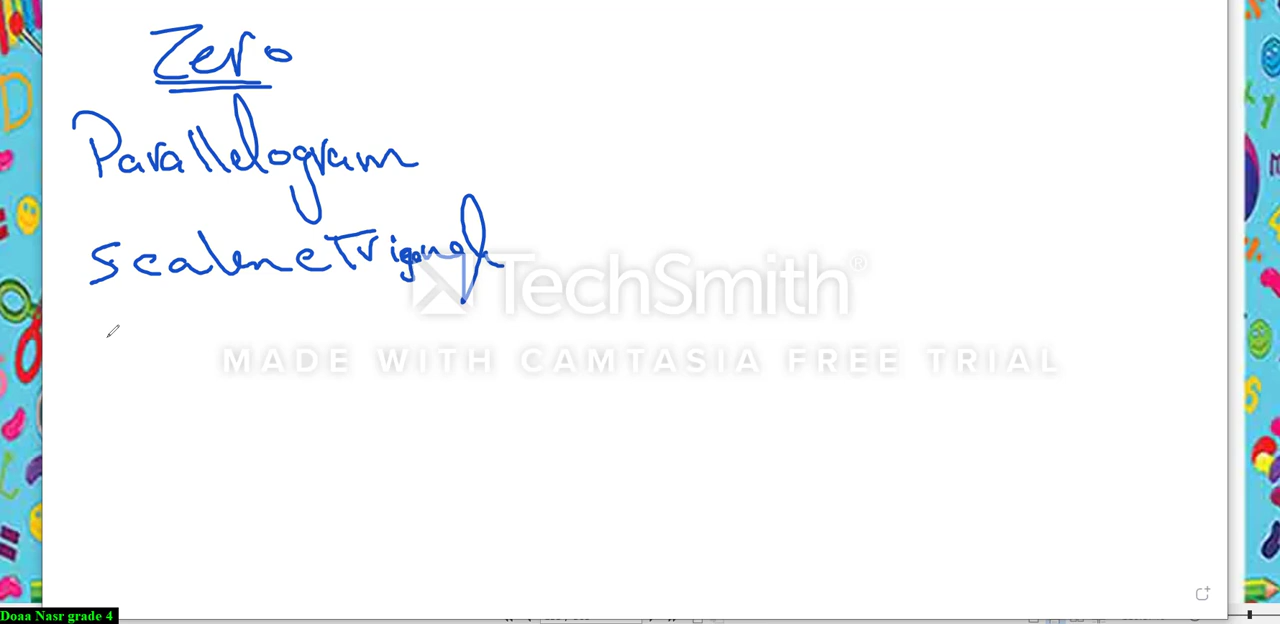 Zero
Parallelogram
scalene Triangle
TechSmith®
MADE WITH CAMTASIA FREE TRIAL
Doaa Nasr grade 4